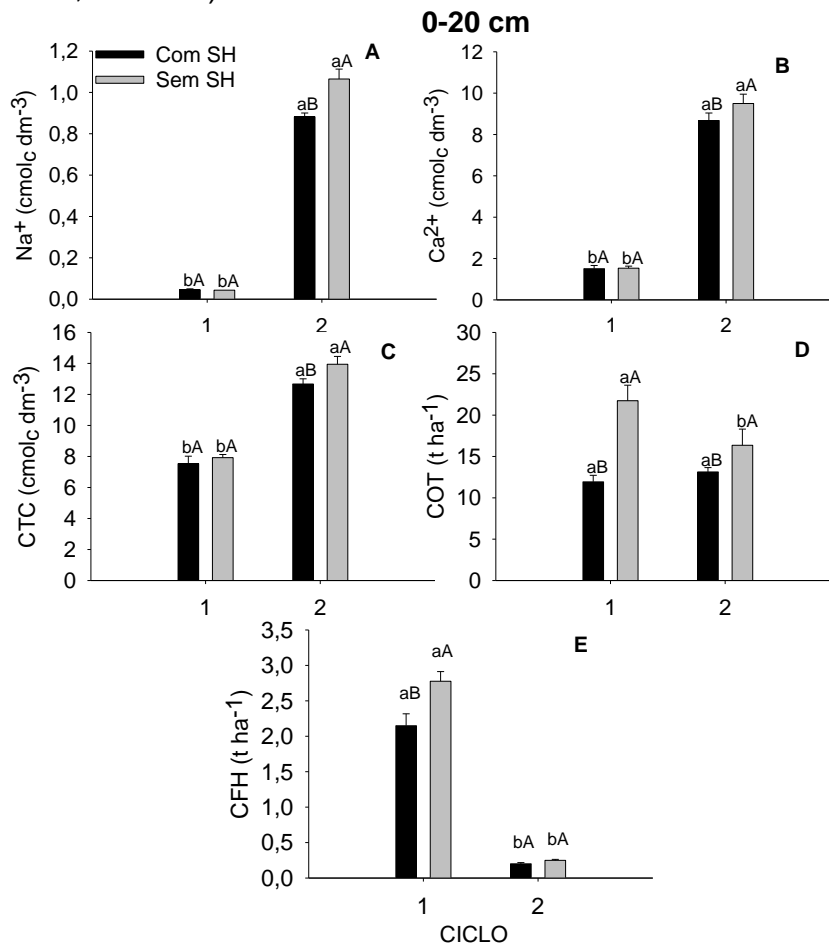 0-20 cm
Com SH
Sem SH
A
Na+ (cmolc dm-3)
1,2
1,0
0,8
0,6
0,4
0,2
0,0
bA bA
aB
aA
1 2
B
Ca2+ (cmolc dm-3)
12
10
8
6
4
2
0
bA bA
aB
aA
1 2
C
CTC (cmolc dm-3)
16
14
12
10
8
6
4
2
0
bA bA
aB
aA
1 2
D
COT (t ha-1)
30
25
20
15
10
5
0
aB
aA
aB
bA
1 2
E
CFH (t ha-1)
3,5
3,0
2,5
2,0
1,5
1,0
0,5
0,0
aB
aA
bA bA
1 2
CICLO